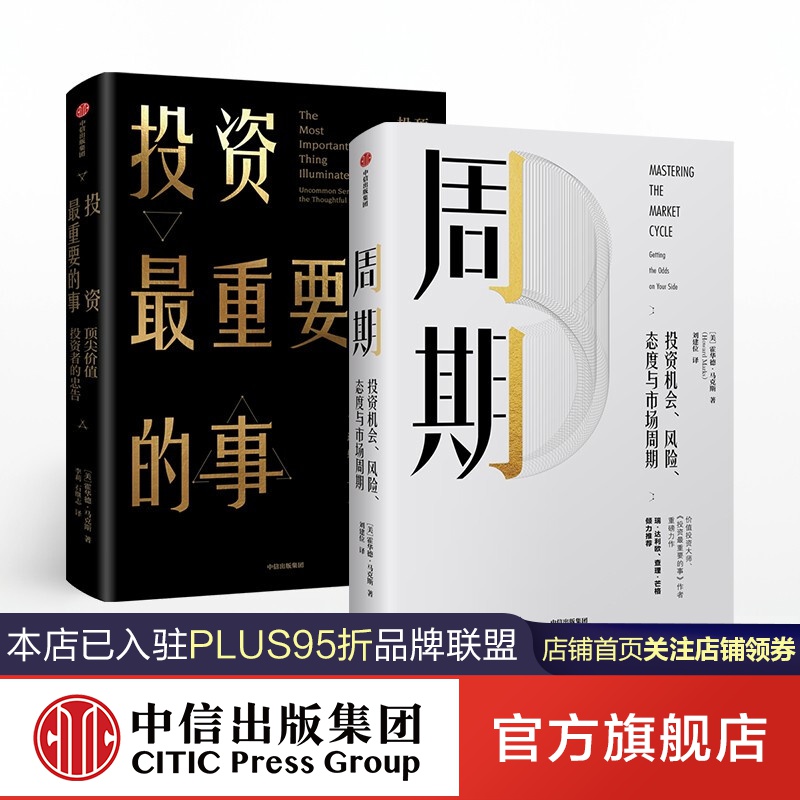 中信出版集团
投资最重要的事
顶尖价值
投资者的忠告
[美]霍华德·马克斯 著
李莉 石继志 译
投资
最重要
的事
The
Most
Important
Thing
Illuminate
Uncommon Sen
the Thoughtful
中信出版集团
中信出版集团
周期
投资机会、风险、
态度与市场周期
[美]霍华德·马克斯 著
刘建位 译
周
期
MASTERING
THE
MARKET
CYCLE
Getting
the Odds
on Your Side
投资机会、风险、
态度与市场周期
[美]霍华德·马克斯 著
(Howard Marks)
刘建位 译
价值投资大师、
《投资最重要的事》作者
重磅力作
瑞·达利欧、查理·芒格
倾力推荐
中信出版集团
本店已入驻PLUS95折品牌联盟
店铺首页关注店铺领券
中信出版集团
CITIC Press Group
官方旗舰店